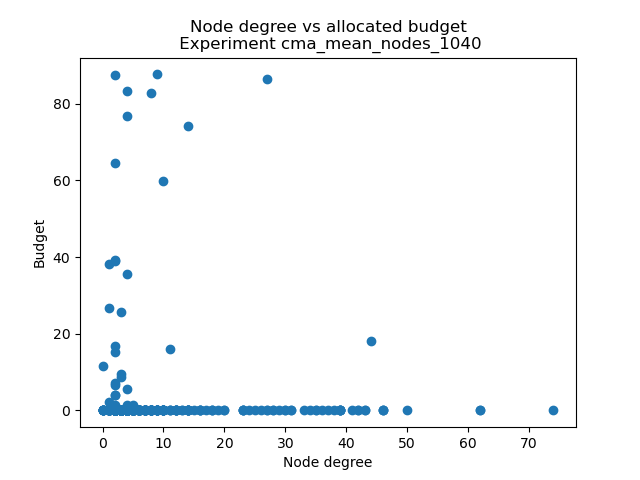 Node degree vs allocated budget
Experiment cma_mean_nodes_1040
80
60
40
20
0
Budget
0 10 20 30 40 50 60 70
Node degree